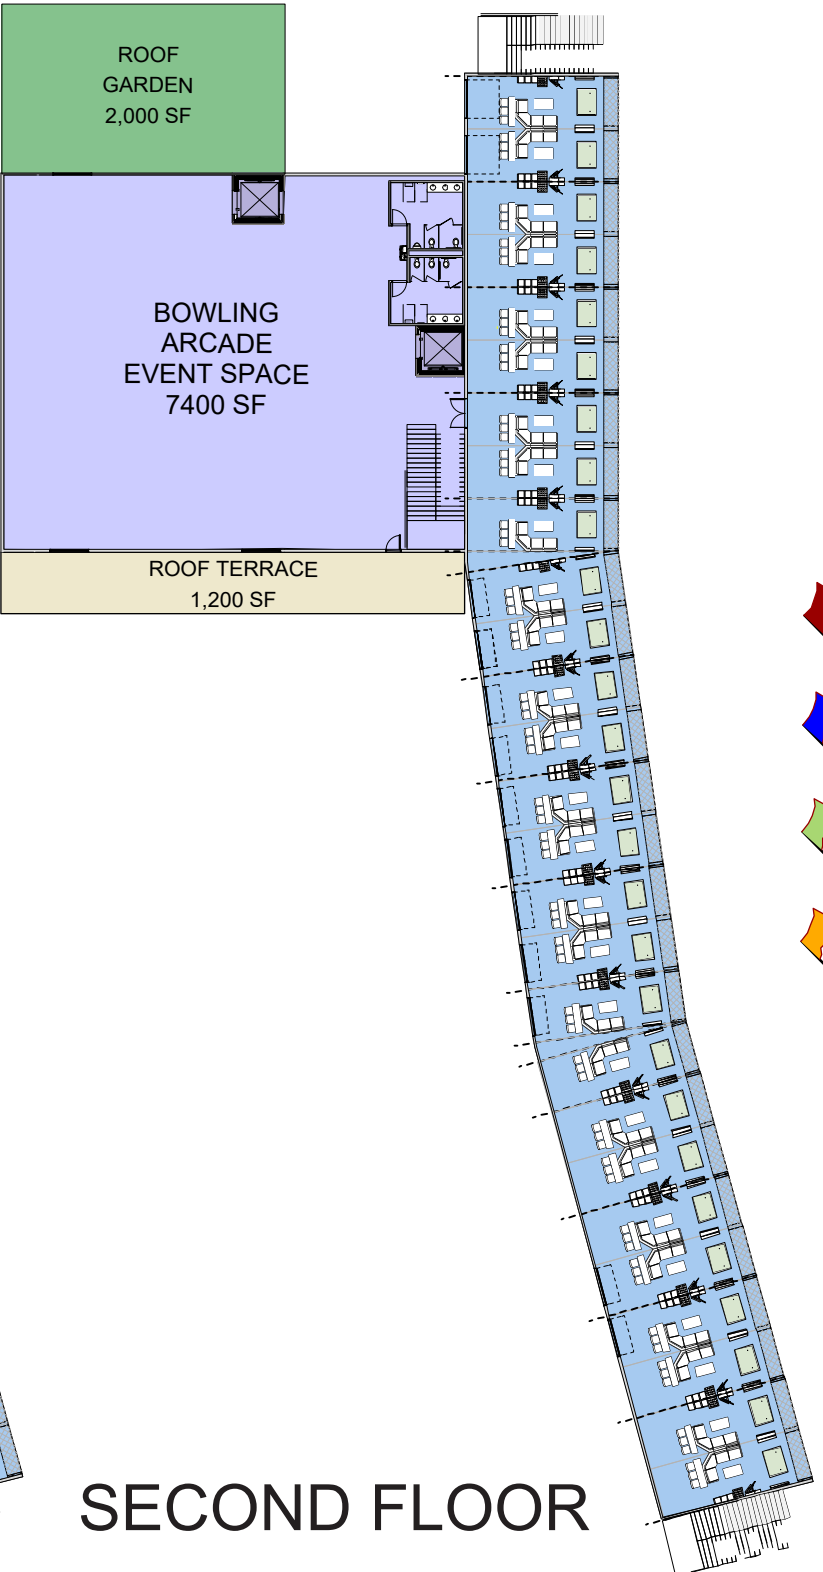 ROOF
GARDEN
2,000 SF
BOWLING
ARCADE
EVENT SPACE
7400 SF
ROOF TERRACE
1,200 SF
SECOND FLOOR